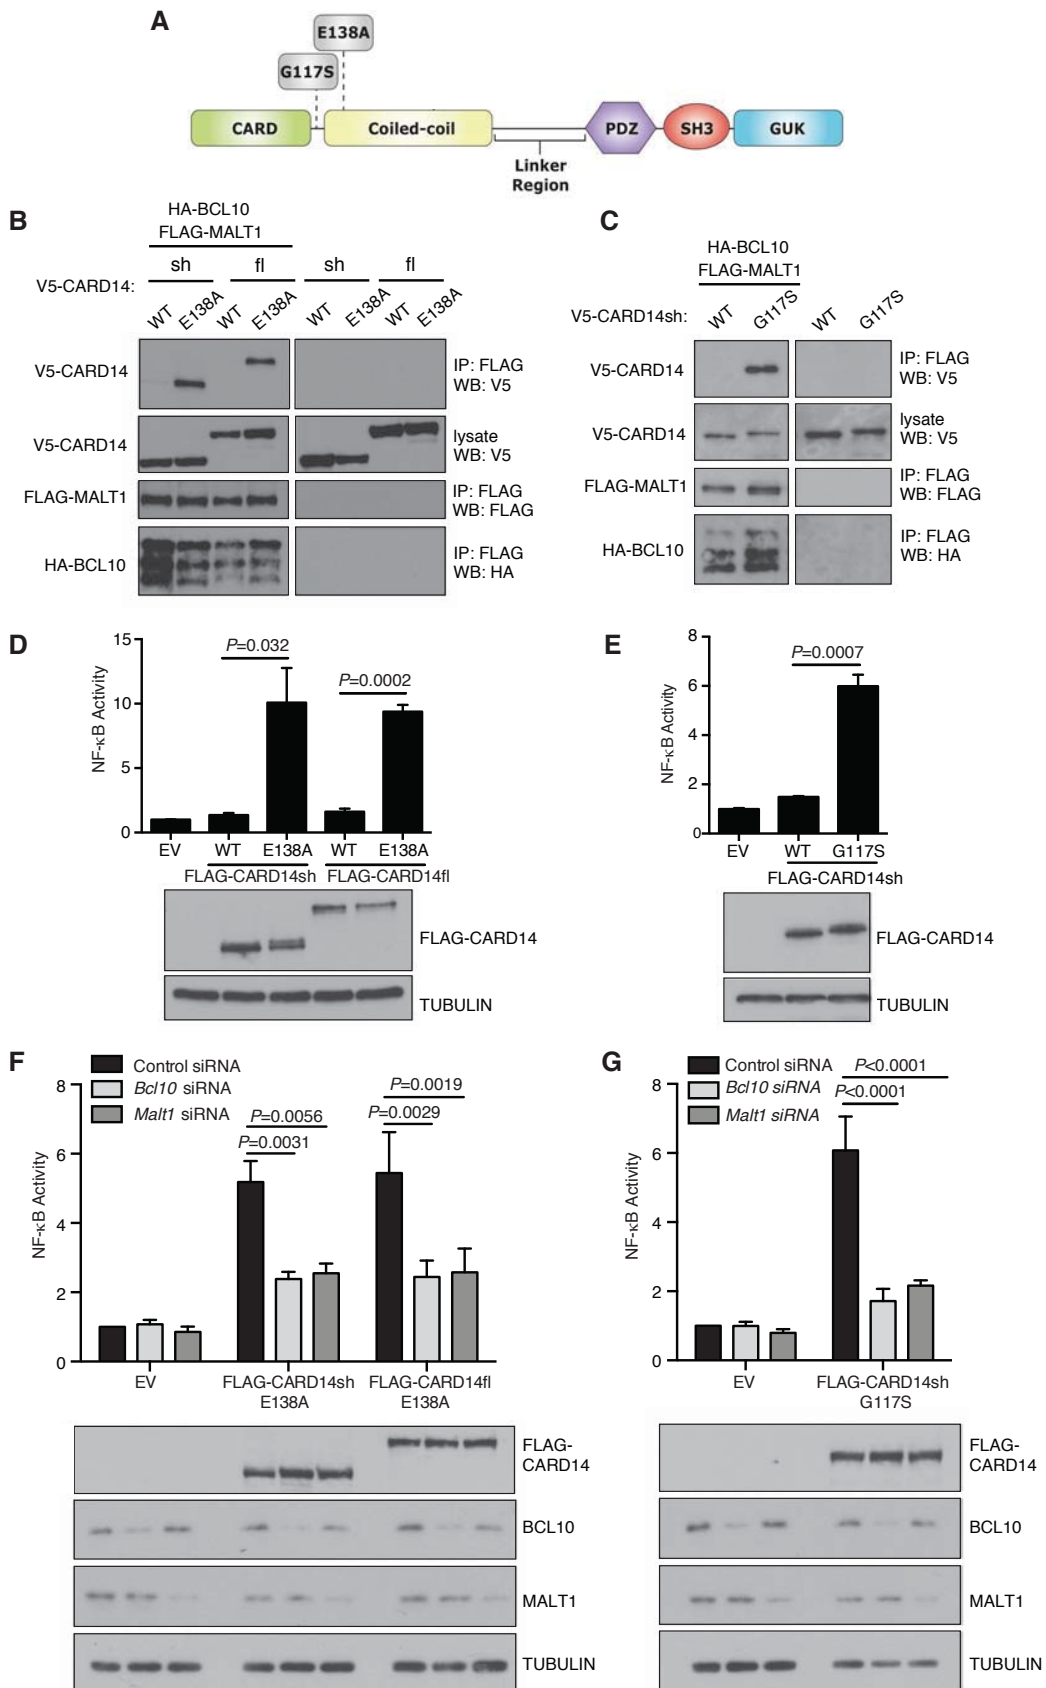 A
E138A
G117S
CARD
Coiled-coil
PDZ
SH3
GUK
Linker
Region
B
HA-BCL10
FLAG-MALT1
sh
fl
sh
fl
V5-CARD14:
WT
E138A
WT
E138A
WT
E138A
WT
E138A
V5-CARD14
IP: FLAG
WB: V5
V5-CARD14
lysate
WB: V5
FLAG-MALT1
IP: FLAG
WB: FLAG
HA-BCL10
IP: FLAG
WB: HA
C
HA-BCL10
FLAG-MALT1
V5-CARD14sh:
WT
G117S
WT
G117S
V5-CARD14
IP: FLAG
WB: V5
V5-CARD14
lysate
WB: V5
FLAG-MALT1
IP: FLAG
WB: FLAG
HA-BCL10
IP: FLAG
WB: HA
D
NF-κB Activity
15
10
5
0
P=0.032
P=0.0002
EV
WT
E138A
WT
E138A
FLAG-CARD14sh
FLAG-CARD14fl
FLAG-CARD14
TUBULIN
E
NF-κB Activity
8
6
4
2
0
P=0.0007
EV
WT
G117S
FLAG-CARD14sh
FLAG-CARD14
TUBULIN
F
Control siRNA
Bcl10 siRNA
Malt1 siRNA
NF-κB Activity
8
6
4
2
0
P=0.0056
P=0.0031
P=0.0019
P=0.0029
EV
FLAG-CARD14sh
E138A
FLAG-CARD14fl
E138A
FLAG-
CARD14
BCL10
MALT1
TUBULIN
G
Control siRNA
Bcl10 siRNA
Malt1 siRNA
NF-κB Activity
8
6
4
2
0
P<0.0001
P<0.0001
EV
FLAG-CARD14sh
G117S
FLAG-
CARD14
BCL10
MALT1
TUBULIN